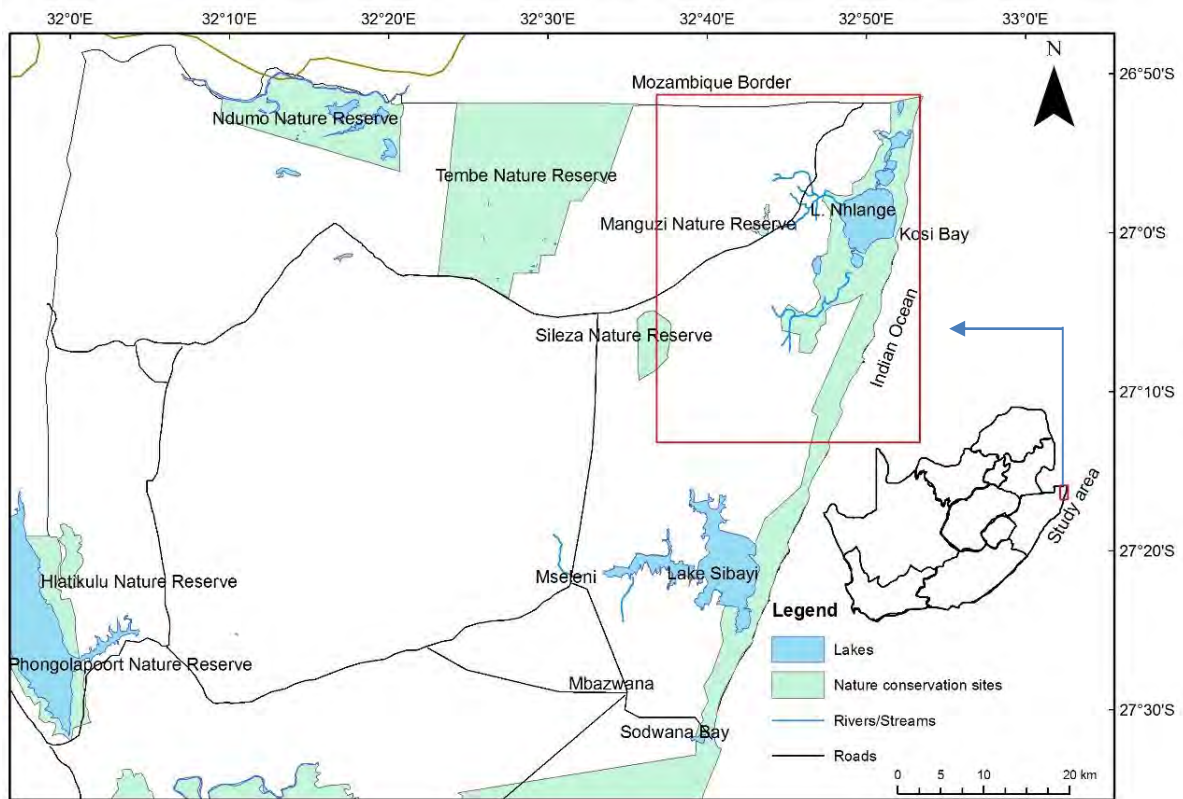 32°0'E 32°10'E 32°20'E 32°30'E 32°40'E 32°50'E 33°0'E
N
26°50'S
Mozambique Border
Ndumo Nature Reserve
Tembe Nature Reserve
L. Nhlange
Manguzi Nature Reserve
Kosi Bay
27°0'S
Sileza Nature Reserve
Indian Ocean
27°10'S
Study area
27°20'S
Mseleni
Lake Sibayi
Hlatikulu Nature Reserve
Legend
Lakes
Phongolapoort Nature Reserve
Nature conservation sites
Mbazwana
27°30'S
Rivers/Streams
Sodwana Bay
Roads
0 5 10 20 km